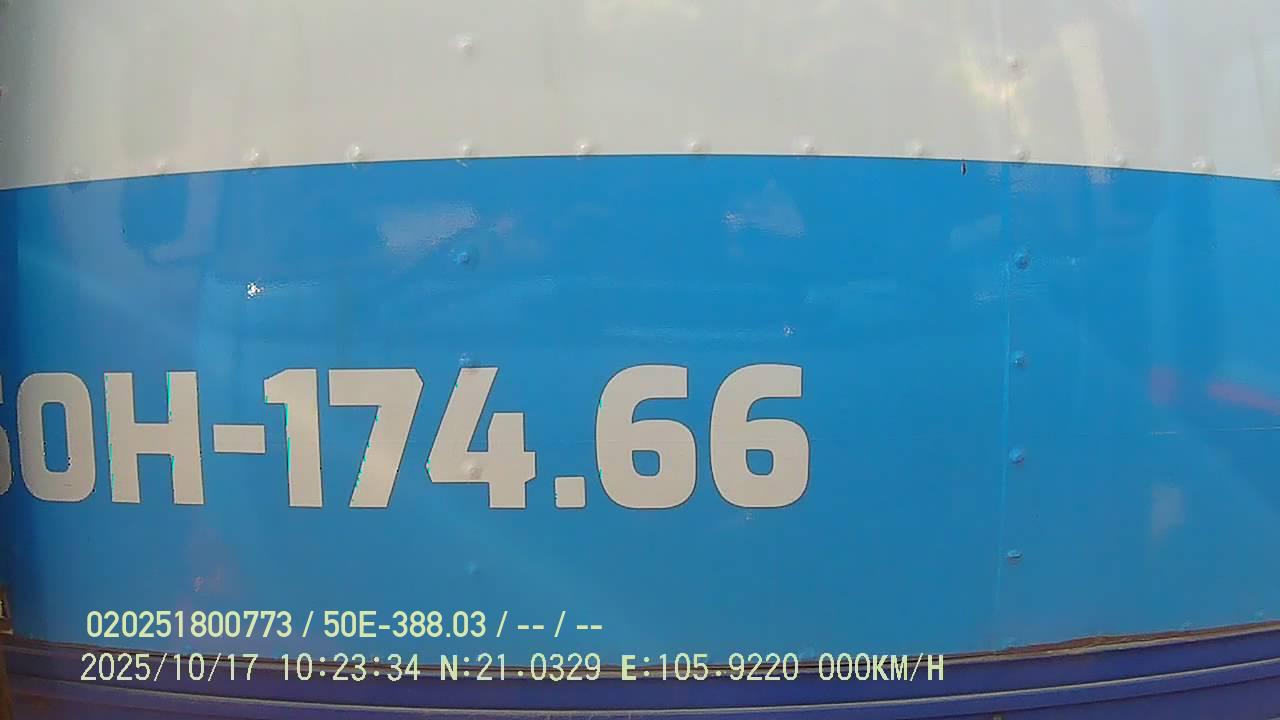 50H-174.66
020251800773 / 50E-388.03 / -- / --
2025/10/17 10:23:34 N:21.0329 E:105.9220 000KM/H